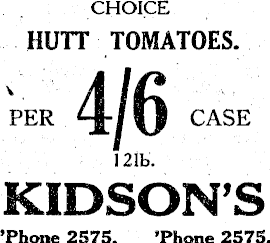 CHOICE
HUTT TOMATOES.
PER 4/6 CASE
12lb.
KIDSON'S
'Phone 2575. 'Phone 2575.